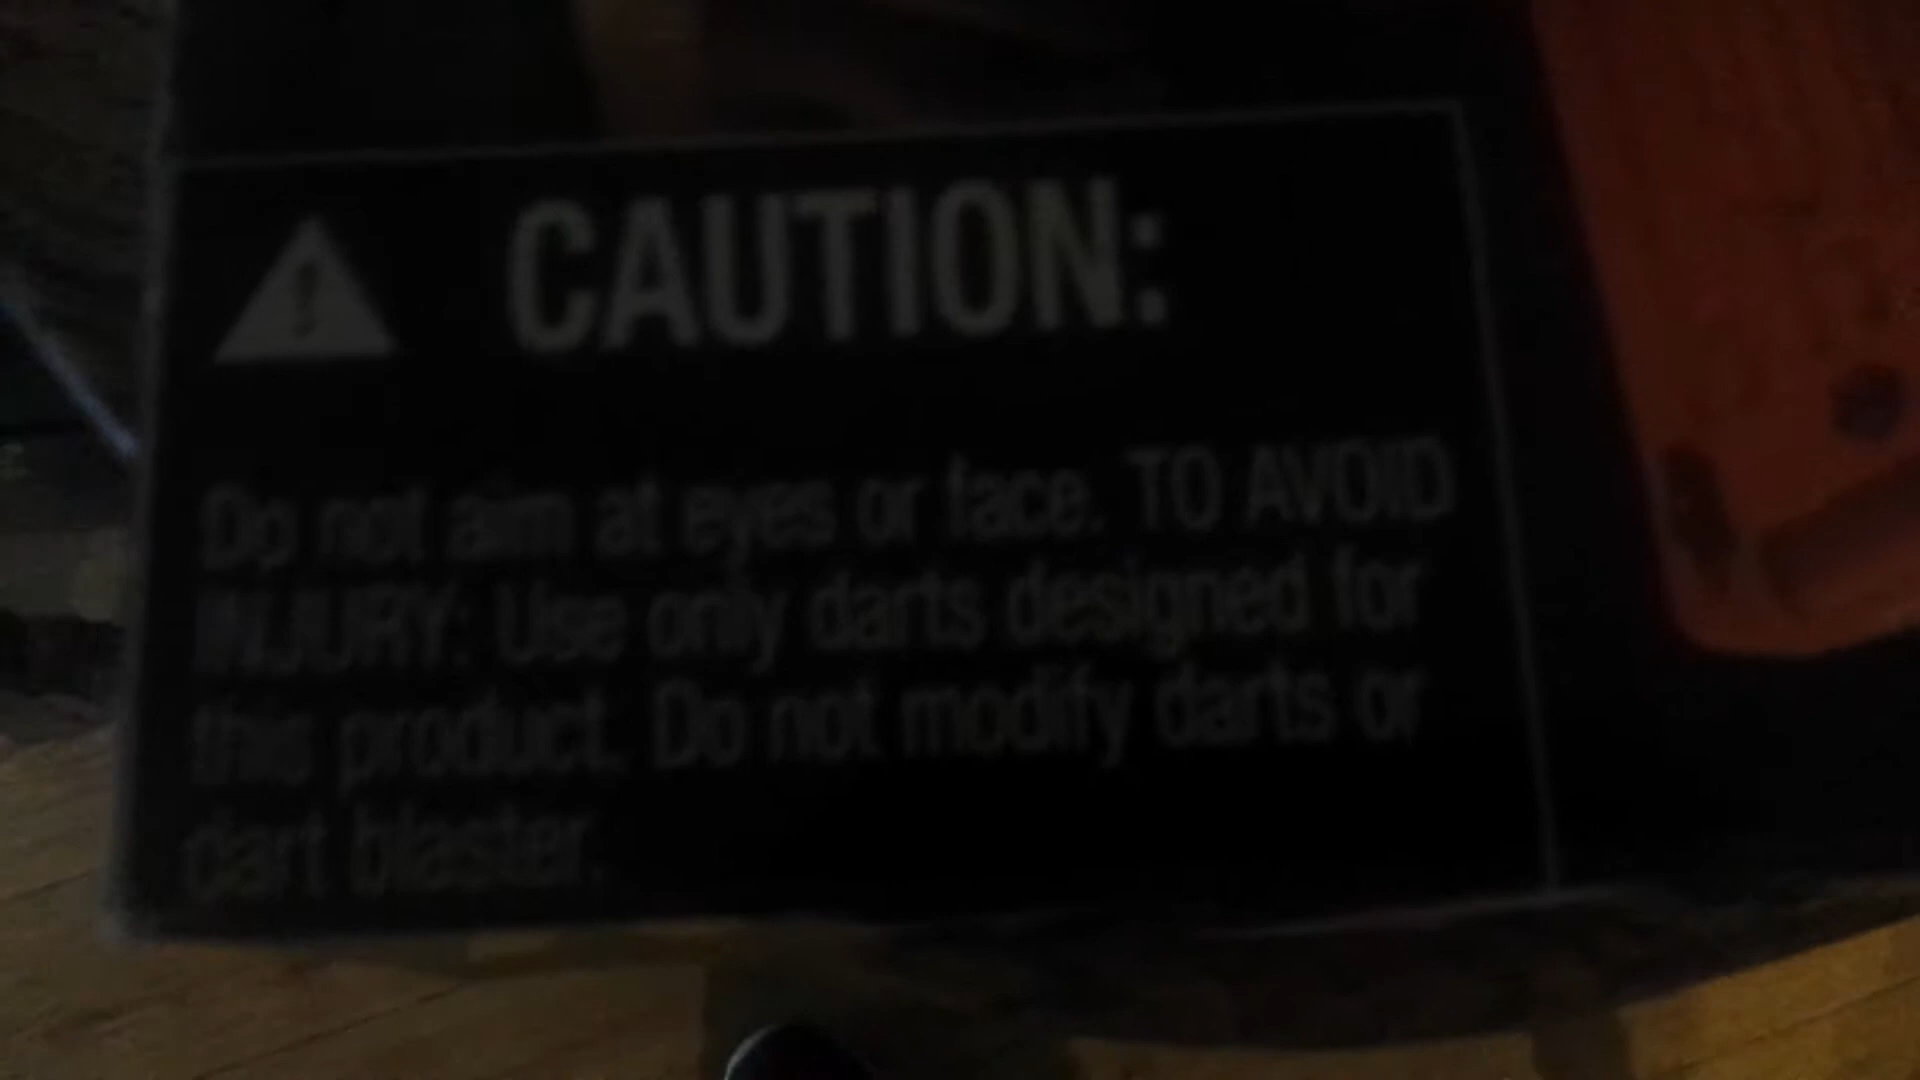 CAUTION:
Do not aim at eyes or face. TO AVOID
INJURY: Use only darts designed for
this product. Do not modify darts or
dart blaster.